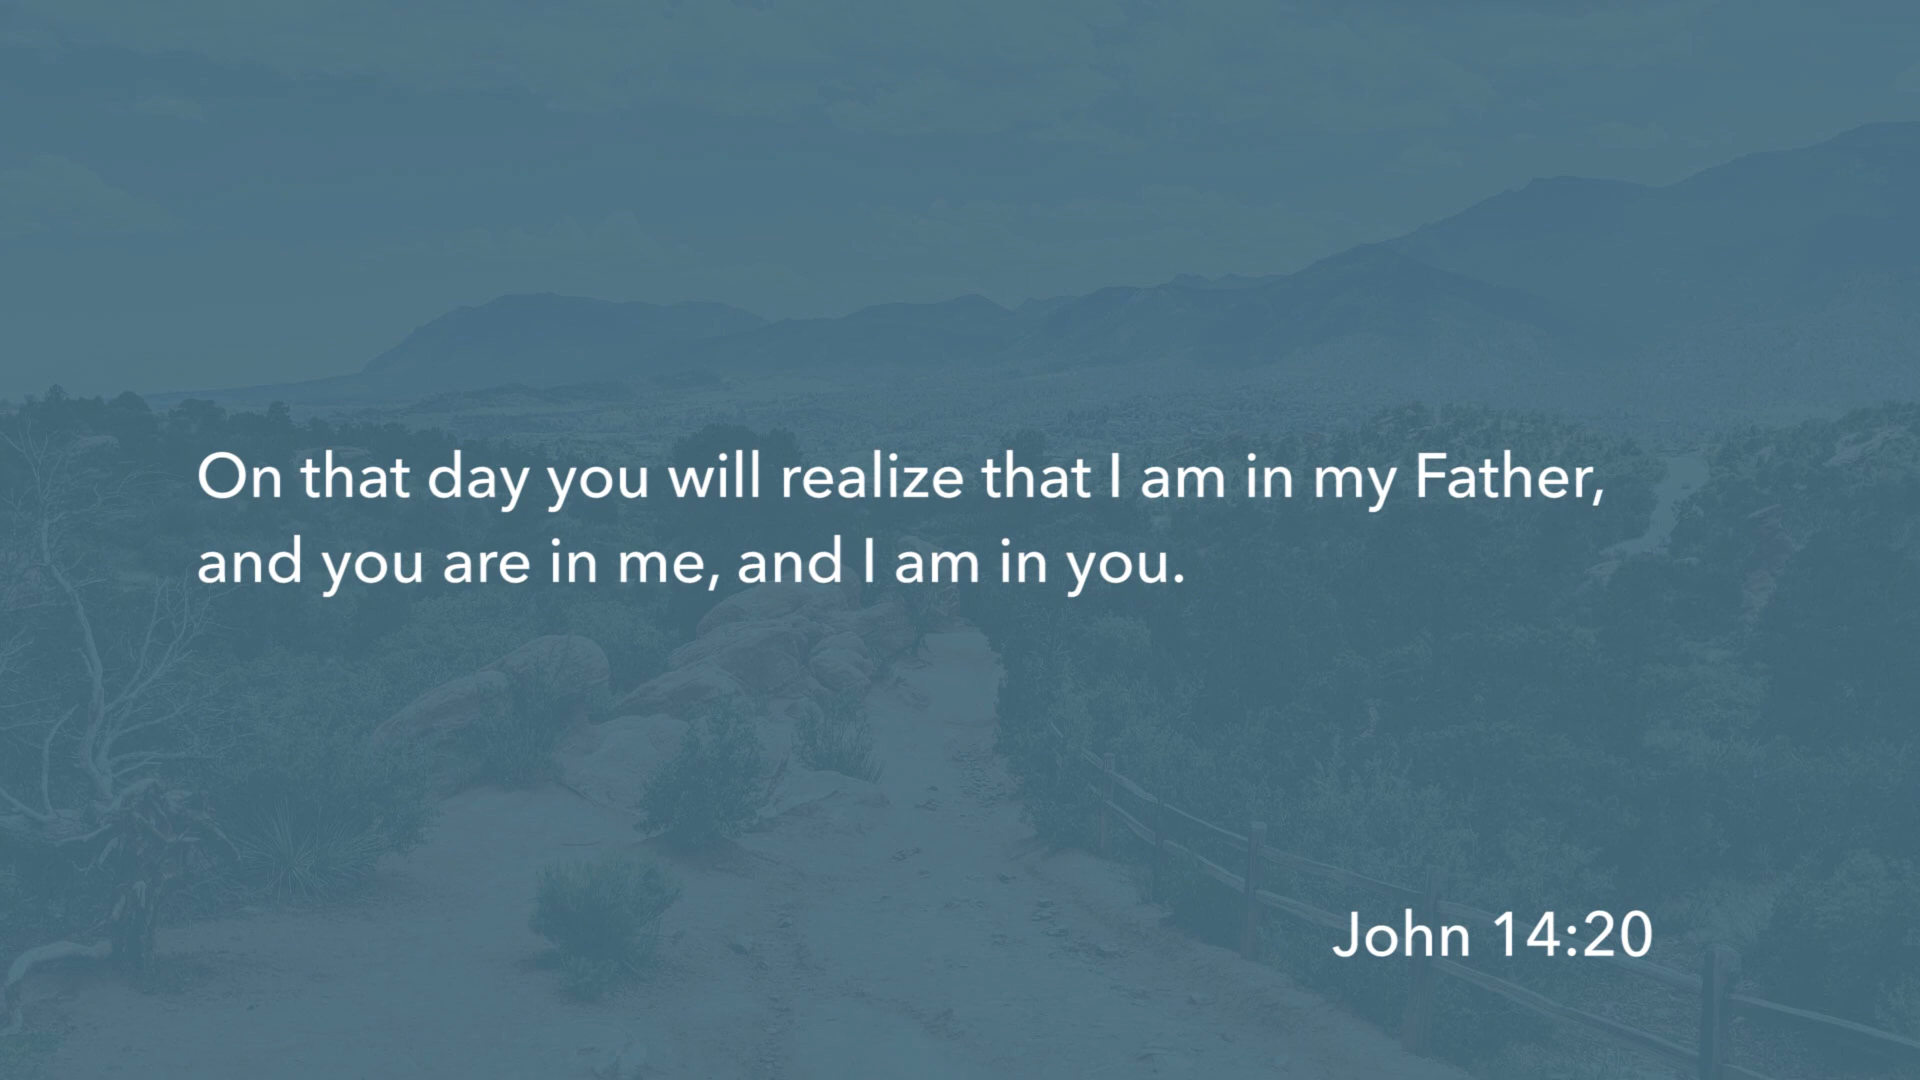 On that day you will realize that I am in my Father,
and you are in me, and I am in you.
John 14:20